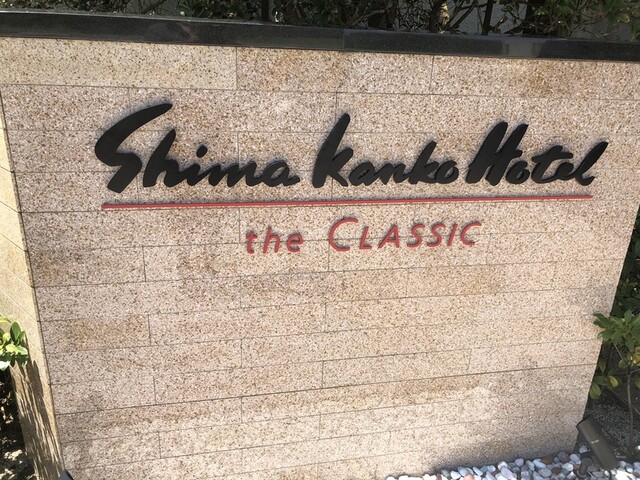 Shima Kanko Hotel
the CLASSIC